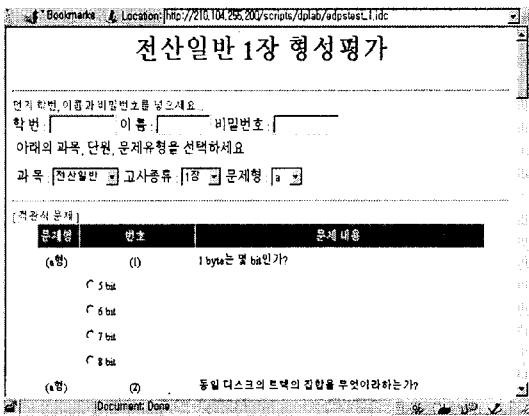 Bookmarks Location: http://210.104.255.200/scripts/dplab/adpstest_1.idc
전산일반 1장 형성평가
먼저 학번, 이름과 비밀번호를 넣으세요..
학 번 : 이 름 : 비밀번호 :
아래의 과목, 단원, 문제유형을 선택하세요
과 목 : 전산일반 고사종류 : 1장 문제형 : a
[객관식 문제]
문제형 번호 문제 내용
(a형) (1) 1 byte는 몇 bit인가?
5 bit
6 bit
7 bit
8 bit
(a형) (2) 동일 디스크의 트랙의 집합을 무엇이라하는가?
Document: Done